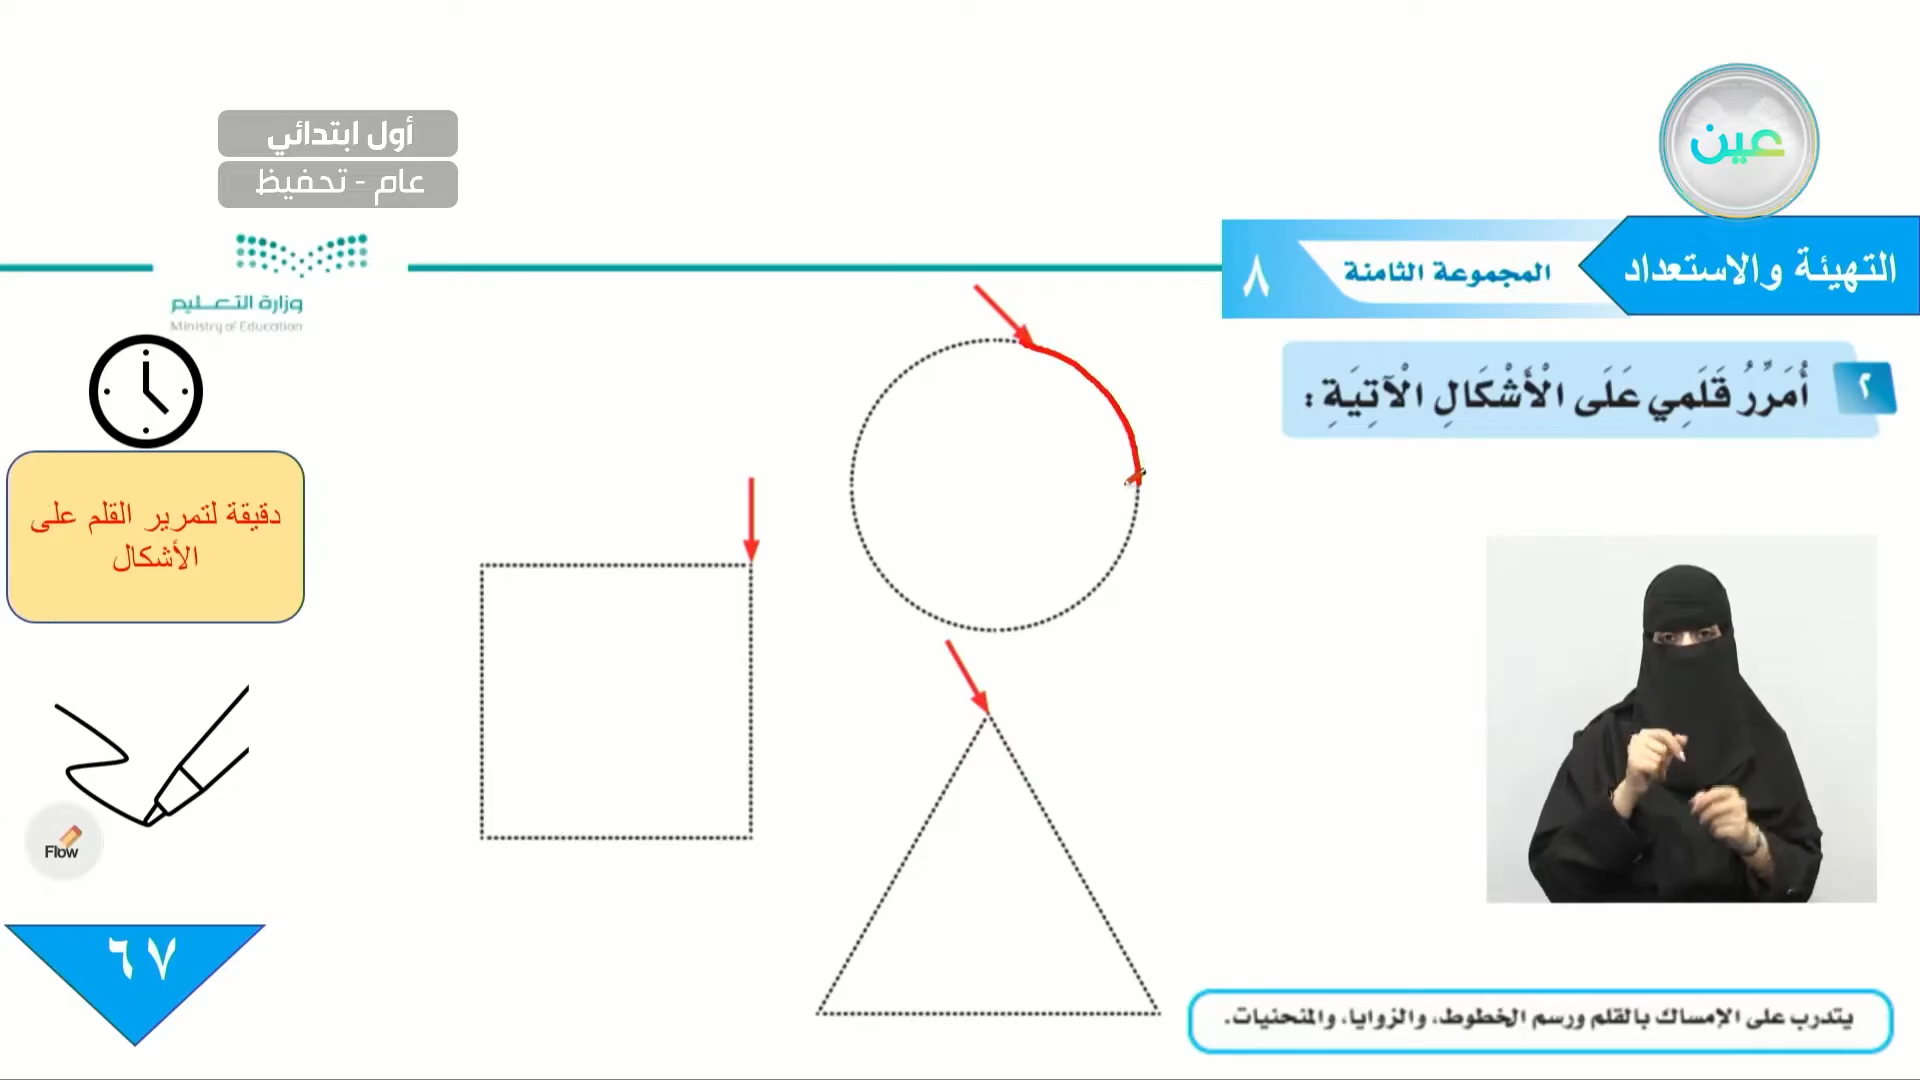 عين
أول ابتدائي
عام - تحفيظ
التهيئة والاستعداد
المجموعة الثامنة
٨
وزارة التعليم
Ministry of Education
٢
أُمَرِّرُ قَلَمِي عَلَى الْأَشْكَالِ الْآتِيَةِ :
دقيقة لتمرير القلم على
الأشكال
Flow
٦٧
يتدرب على الإمساك بالقلم ورسم الخطوط، والزوايا، والمنحنيات.